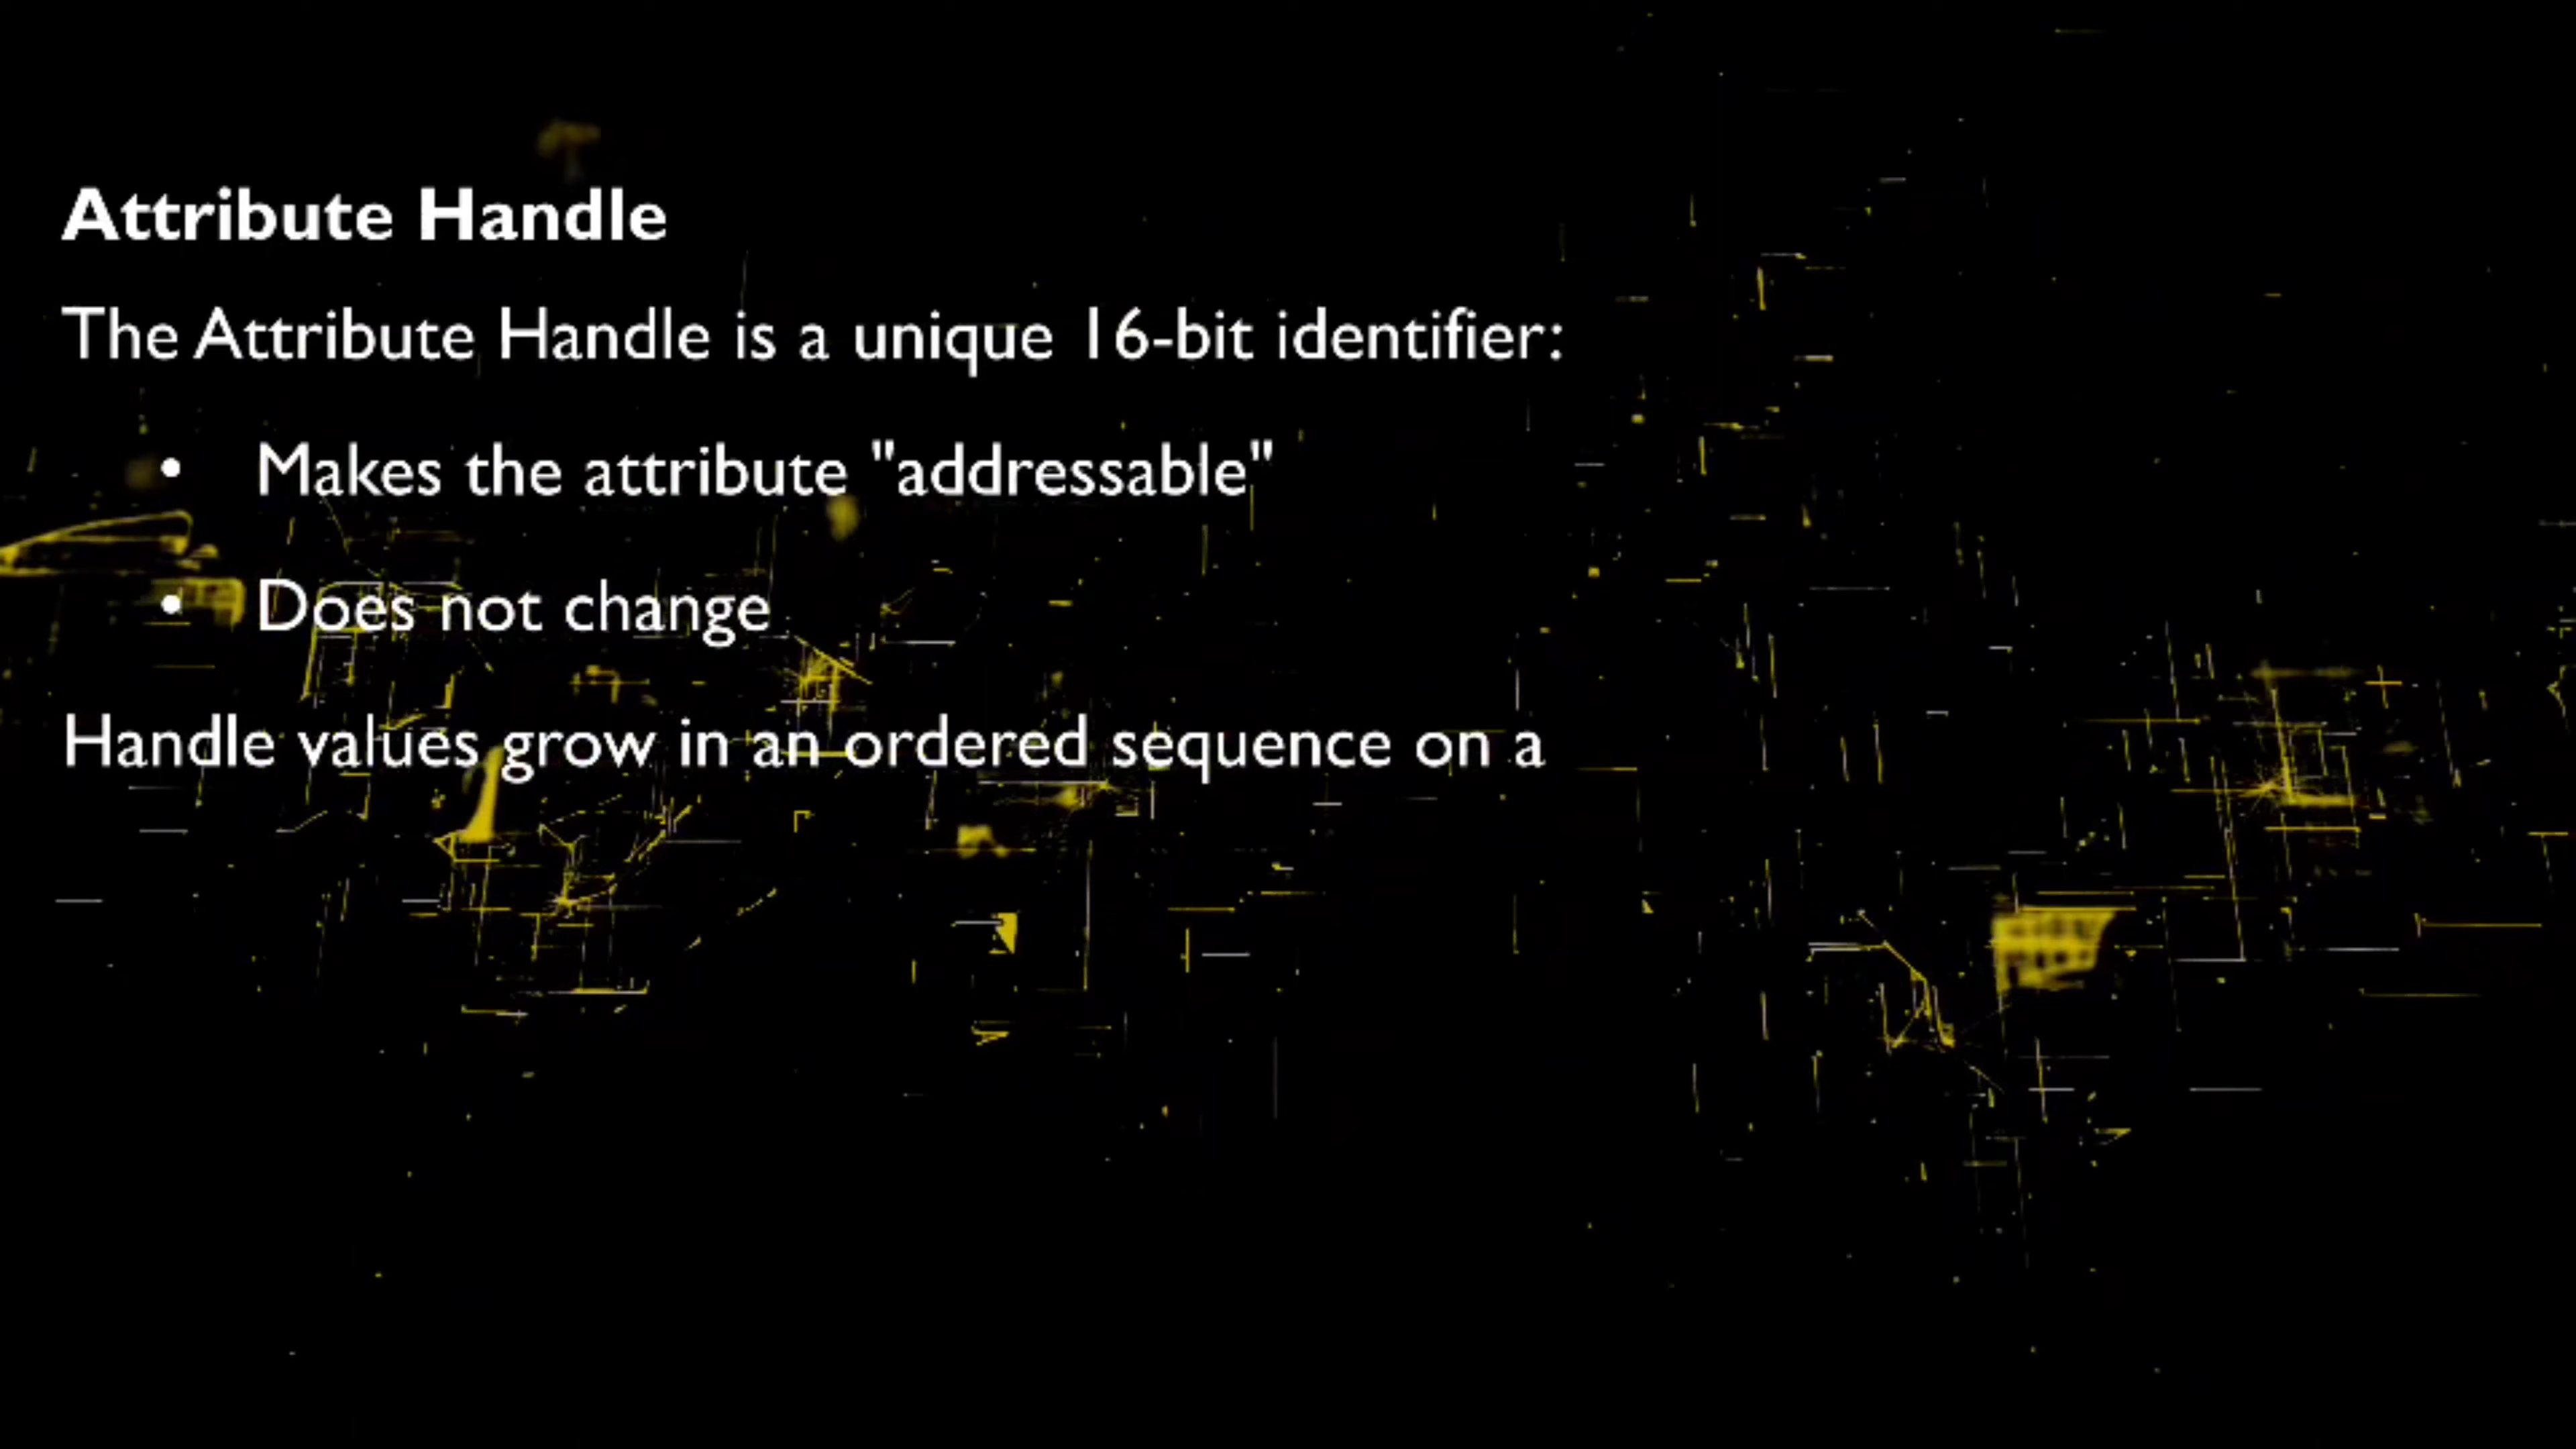 Attribute Handle
The Attribute Handle is a unique 16-bit identifier:
• Makes the attribute "addressable"
• Does not change
Handle values grow in an ordered sequence on a